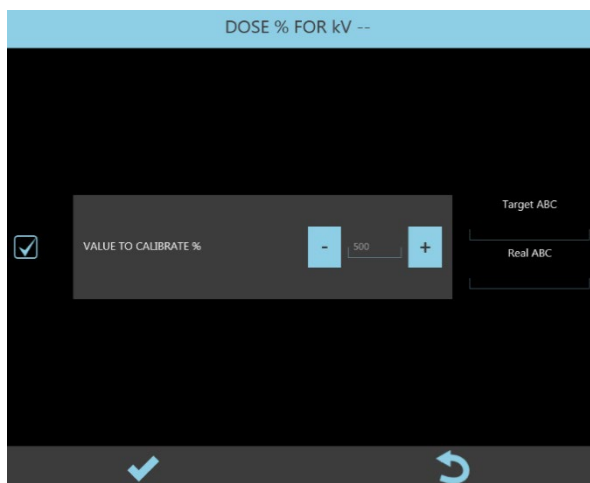 DOSE % FOR kV --
Target ABC
VALUE TO CALIBRATE %
-
500
+
Real ABC